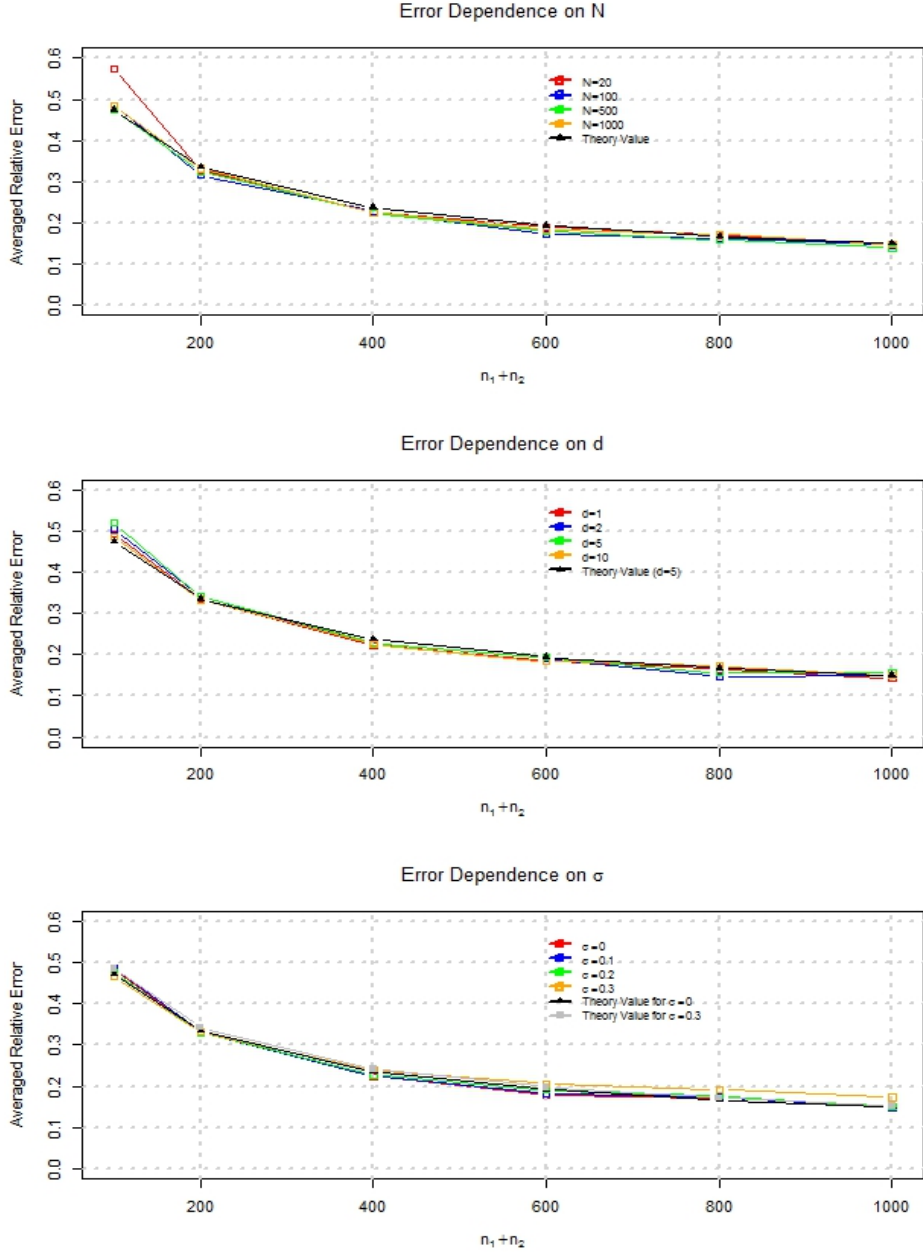 Error Dependence on N
Averaged Relative Error
0.6
0.5
0.4
0.3
0.2
0.1
0.0
N=20
N=100
N=500
N=1000
Theory Value
200 400 600 800 1000
n₁+n₂
Error Dependence on d
Averaged Relative Error
0.6
0.5
0.4
0.3
0.2
0.1
0.0
d=1
d=2
d=5
d=10
Theory Value (d=5)
200 400 600 800 1000
n₁+n₂
Error Dependence on σ
Averaged Relative Error
0.6
0.5
0.4
0.3
0.2
0.1
0.0
σ=0
σ=0.1
σ=0.2
σ=0.3
Theory Value for σ=0
Theory Value for σ=0.3
200 400 600 800 1000
n₁+n₂